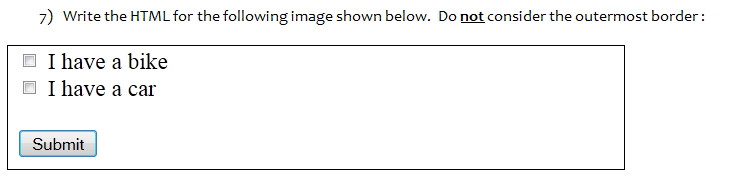 7) Write the HTML for the following image shown below. Do not consider the outermost border:
I have a bike
I have a car
Submit